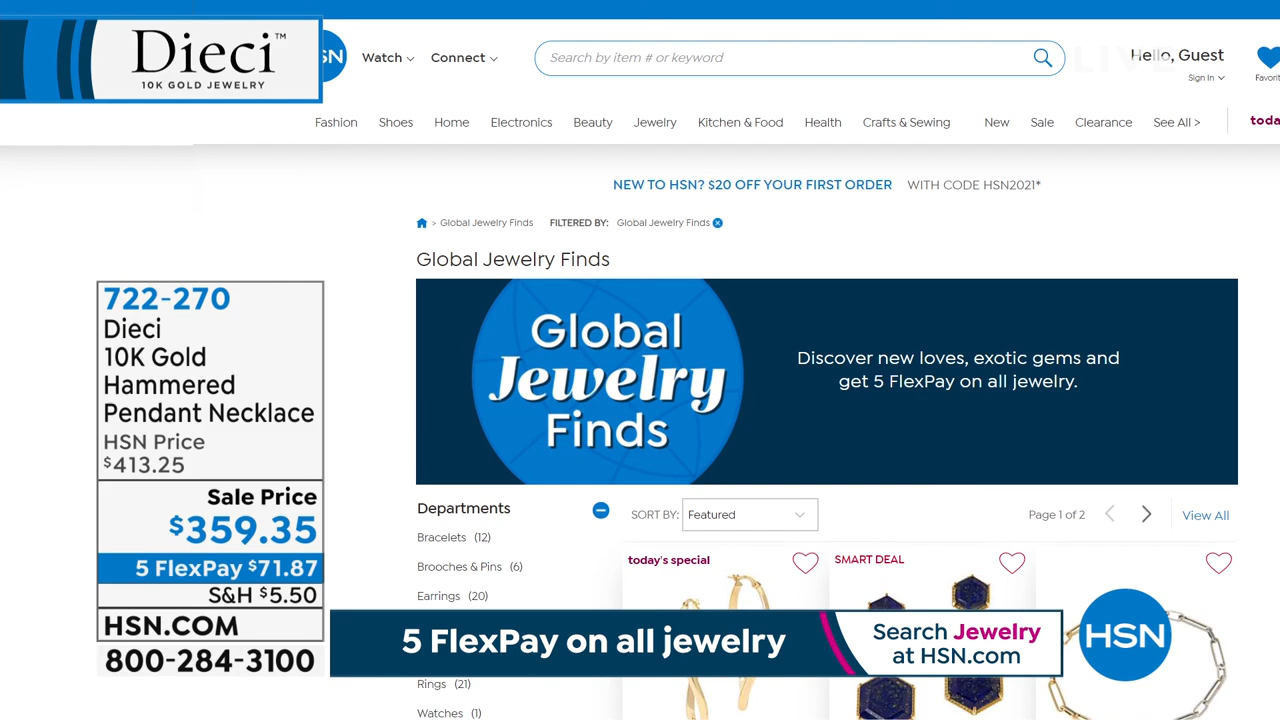 Dieci™
10K GOLD JEWELRY
SN
Watch
Connect
Search by item # or keyword
LIVE
Hello, Guest
Sign In
Favorit
Fashion
Shoes
Home
Electronics
Beauty
Jewelry
Kitchen & Food
Health
Crafts & Sewing
New
Sale
Clearance
See All >
toda
NEW TO HSN? $20 OFF YOUR FIRST ORDER WITH CODE HSN2021*
> Global Jewelry Finds FILTERED BY: Global Jewelry Finds
Global Jewelry Finds
Global
Jewelry
Finds
Discover new loves, exotic gems and
get 5 FlexPay on all jewelry.
722-270
Dieci
10K Gold
Hammered
Pendant Necklace
HSN Price
$413.25
Sale Price
$359.35
5 FlexPay $71.87
S&H $5.50
HSN.COM
800-284-3100
Departments
Bracelets (12)
Brooches & Pins (6)
Earrings (20)
Rings (21)
Watches (1)
SORT BY: Featured
Page 1 of 2
View All
today's special
SMART DEAL
5 FlexPay on all jewelry
Search Jewelry
at HSN.com
HSN